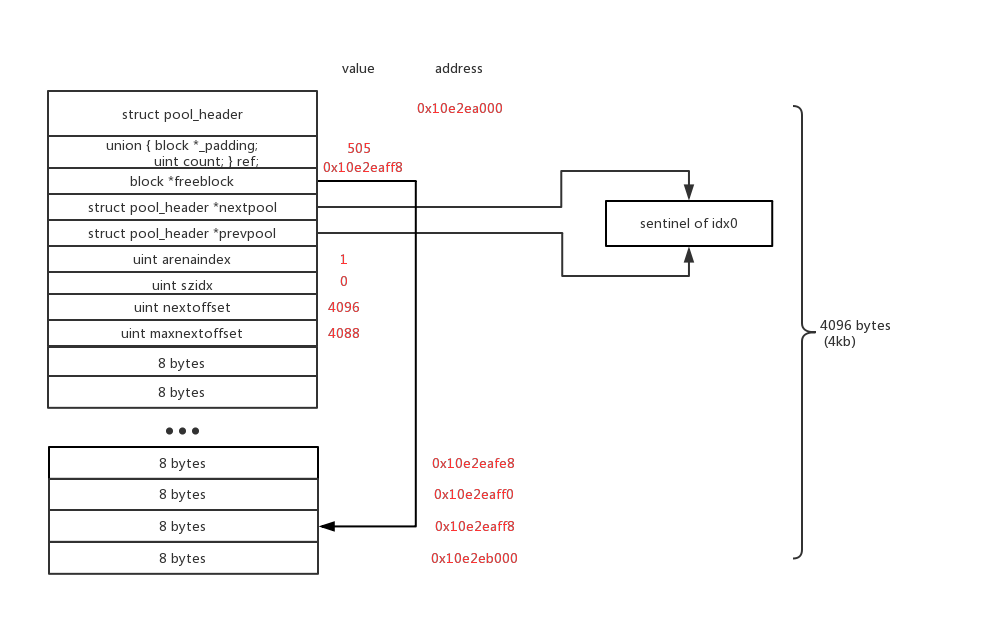 value address
struct pool_header 0x10e2ea000
union { block *_padding; 505
uint count; } ref; 0x10e2eaff8
block *freeblock
struct pool_header *nextpool
sentinel of idx0
struct pool_header *prevpool
uint arenaindex 1
uint szidx 0
uint nextoffset 4096
uint maxnextoffset 4088
4096 bytes
(4kb)
8 bytes
8 bytes
•••
8 bytes 0x10e2eafe8
8 bytes 0x10e2eaff0
8 bytes 0x10e2eaff8
8 bytes 0x10e2eb000